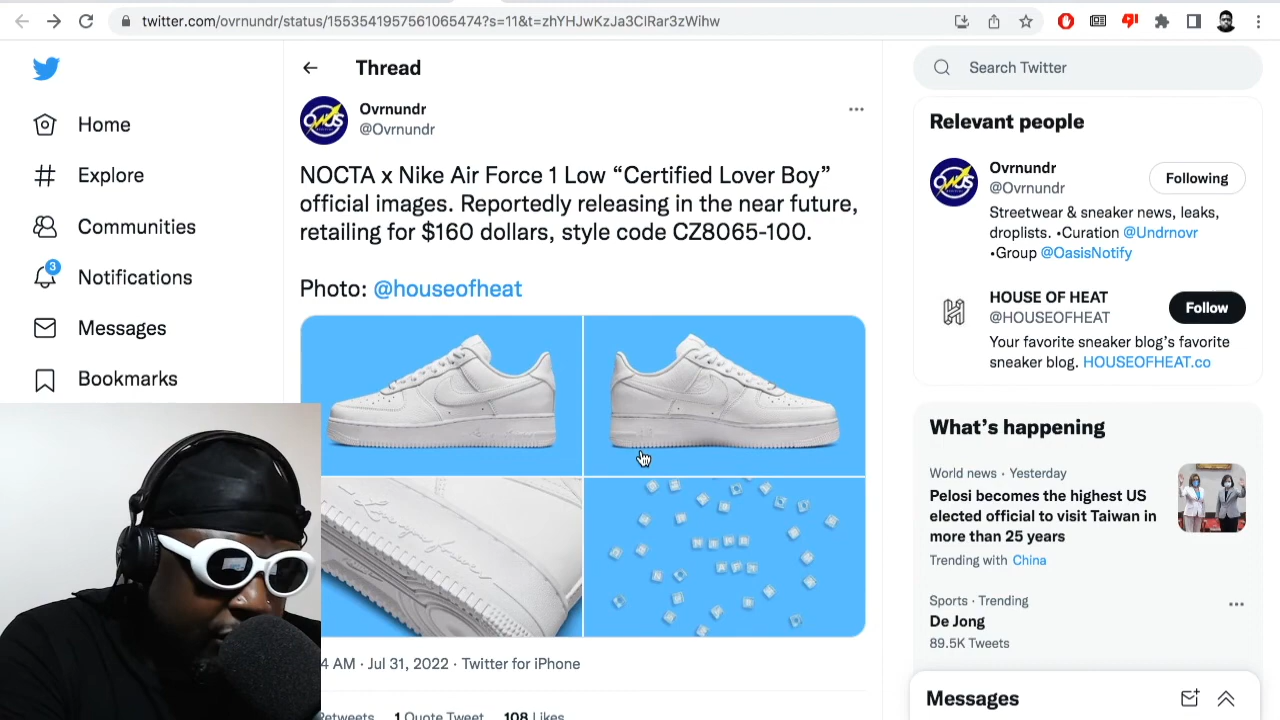 twitter.com/ovrnundr/status/1553541957561065474?s=11&t=zhYHJwKzJa3ClRar3zWihw
Thread
Search Twitter
Home
Explore
Communities
3
Notifications
Messages
Bookmarks
Ovrnundr
@Ovrnundr
NOCTA x Nike Air Force 1 Low “Certified Lover Boy”
official images. Reportedly releasing in the near future,
retailing for $160 dollars, style code CZ8065-100.
Photo: @houseofheat
4 AM · Jul 31, 2022 · Twitter for iPhone
Retweets 1 Quote Tweet 108 Likes
Relevant people
Ovrnundr
@Ovrnundr
Following
Streetwear & sneaker news, leaks,
droplists. •Curation @Undrnovr
•Group @OasisNotify
HOUSE OF HEAT
@HOUSEOFHEAT
Follow
Your favorite sneaker blog’s favorite
sneaker blog. HOUSEOFHEAT.co
What’s happening
World news · Yesterday
Pelosi becomes the highest US
elected official to visit Taiwan in
more than 25 years
Trending with China
Sports · Trending
De Jong
89.5K Tweets
Messages